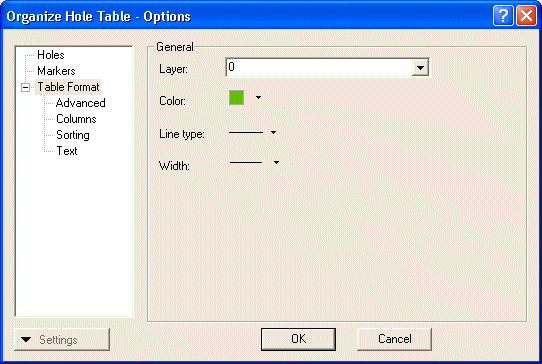 Organize Hole Table - Options
Holes
Markers
Table Format
Advanced
Columns
Sorting
Text
General
Layer:
0
Color:
Line type:
Width:
Settings
OK
Cancel